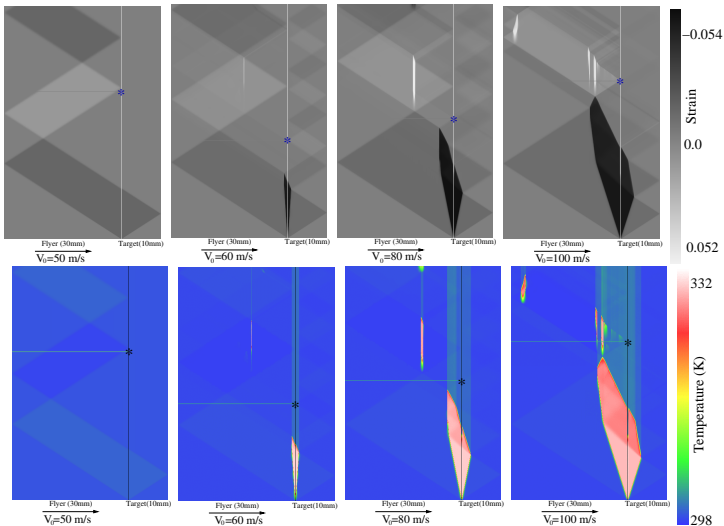 −0.054
Strain
0.0
0.052
Flyer (30mm) Target(10mm)
V0=50 m/s
Flyer (30mm) Target(10mm)
V0=60 m/s
Flyer (30mm) Target(10mm)
V0=80 m/s
Flyer (30mm) Target(10mm)
V0=100 m/s
332
Temperature (K)
298
Flyer (30mm) Target(10mm)
V0=50 m/s
Flyer (30mm) Target(10mm)
V0=60 m/s
Flyer (30mm) Target(10mm)
V0=80 m/s
Flyer (30mm) Target(10mm)
V0=100 m/s